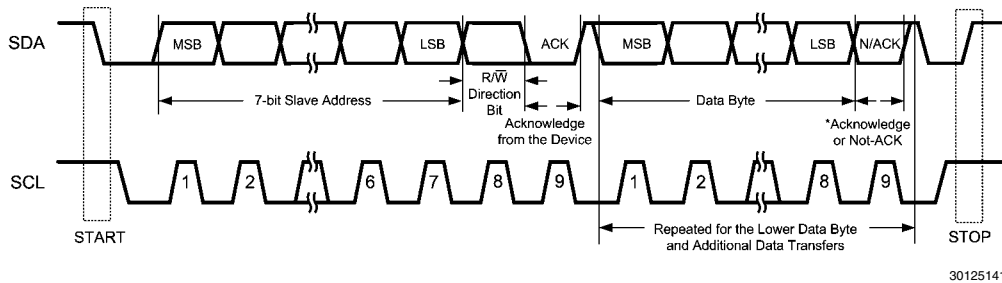 SDA
MSB
LSB
ACK
MSB
LSB
N/ACK
7-bit Slave Address
R/W̅
Direction
Bit
Acknowledge
from the Device
Data Byte
*Acknowledge
or Not-ACK
SCL
1
2
6
7
8
9
1
2
8
9
START
Repeated for the Lower Data Byte
and Additional Data Transfers
STOP
30125141